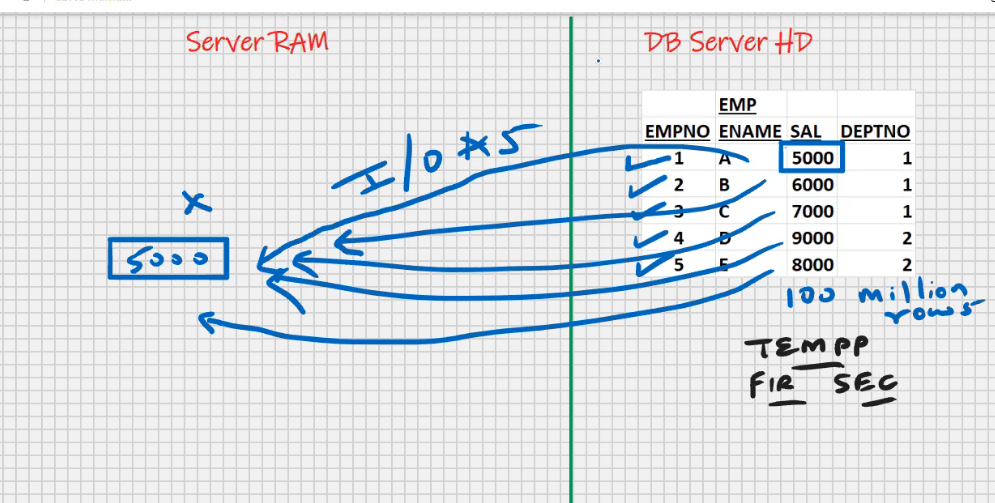 Server RAM
DB Server HD
EMP
EMPNO ENAME SAL DEPTNO
1 A 5000 1
2 B 6000 1
3 C 7000 1
4 D 9000 2
5 E 8000 2
I/O * 5
x
5000
100 million
rows
TEMPP
FIR SEC